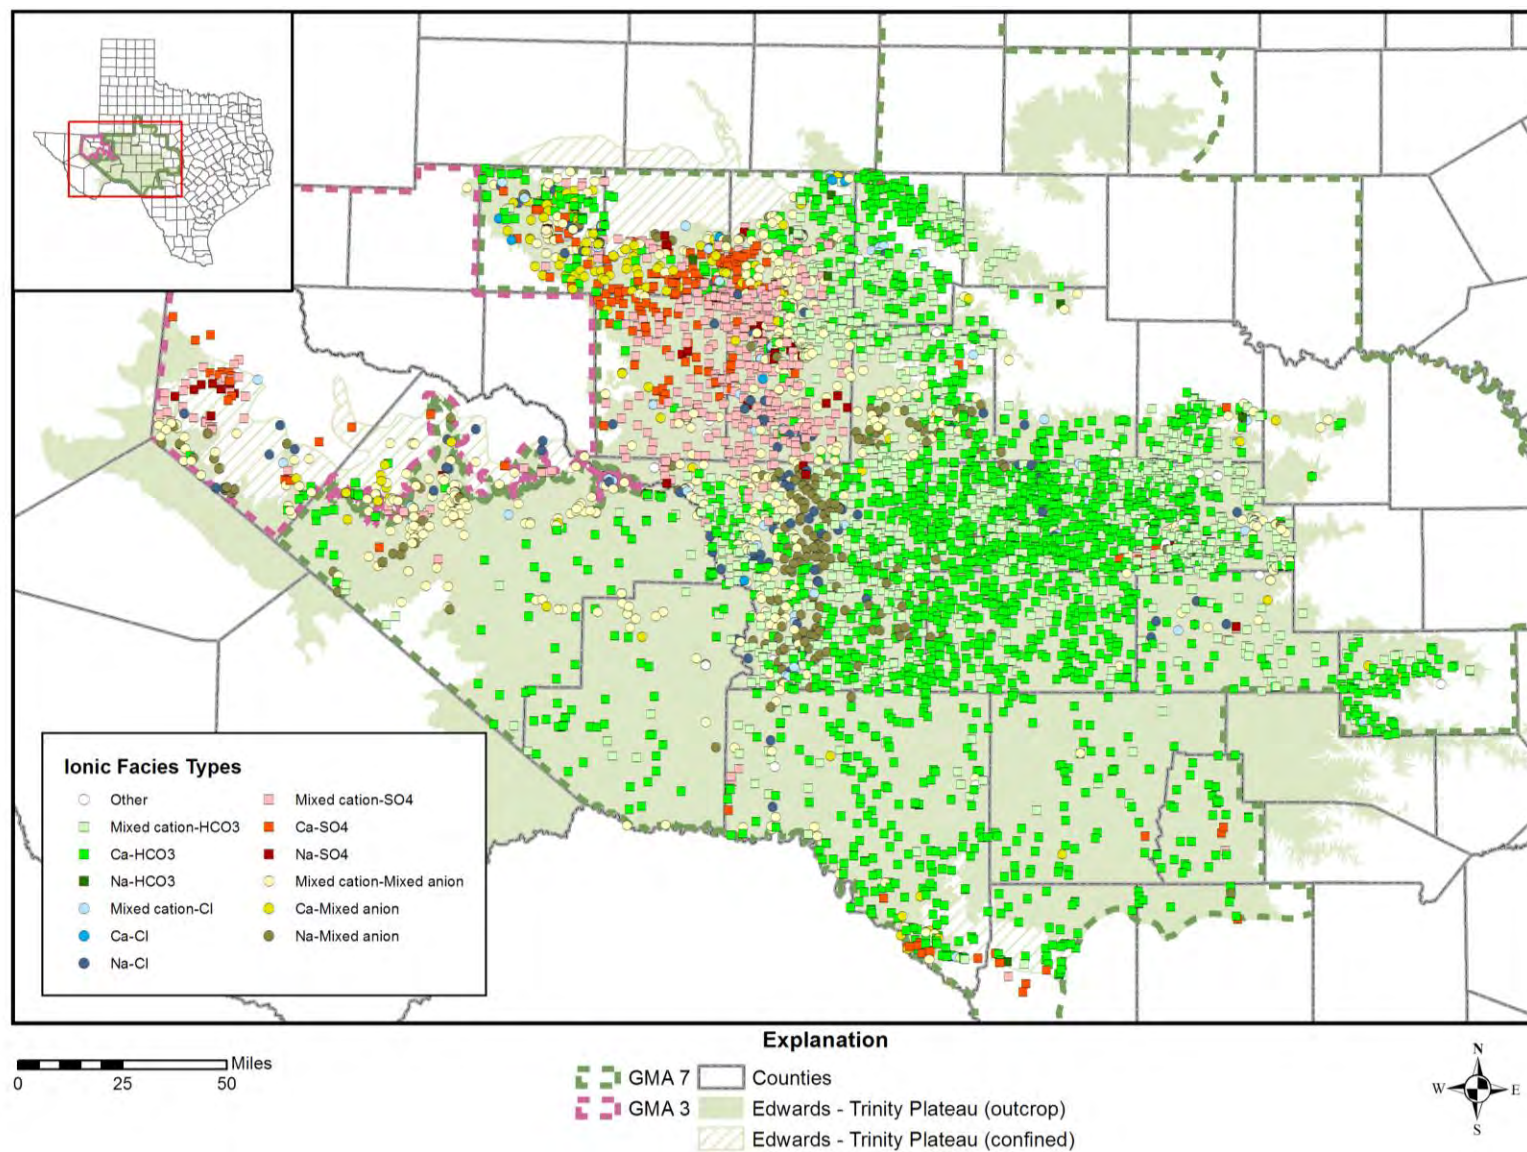 Ionic Facies Types
Other
Mixed cation-HCO3
Ca-HCO3
Na-HCO3
Mixed cation-Cl
Ca-Cl
Na-Cl
Mixed cation-SO4
Ca-SO4
Na-SO4
Mixed cation-Mixed anion
Ca-Mixed anion
Na-Mixed anion
Explanation
Miles
0 25 50
GMA 7
GMA 3
Counties
Edwards - Trinity Plateau (outcrop)
Edwards - Trinity Plateau (confined)
N
W E
S